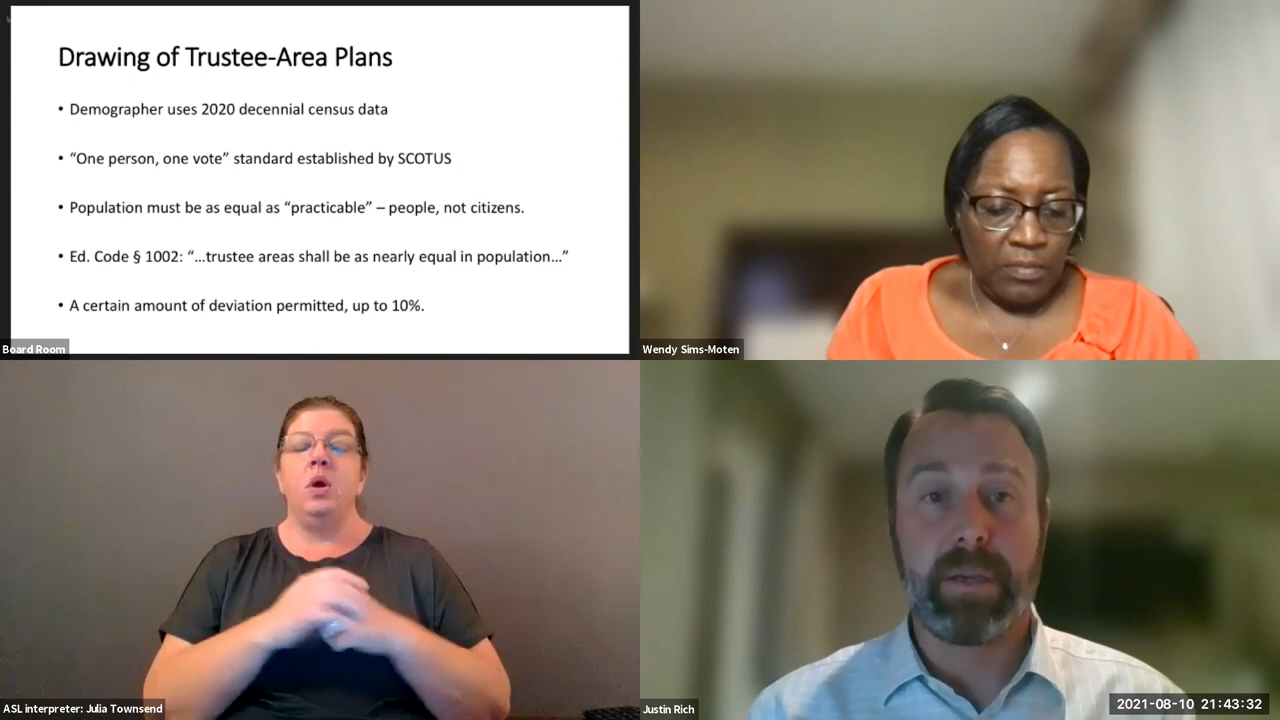 Drawing of Trustee-Area Plans
• Demographer uses 2020 decennial census data
• “One person, one vote” standard established by SCOTUS
• Population must be as equal as “practicable” – people, not citizens.
• Ed. Code § 1002: “...trustee areas shall be as nearly equal in population...”
• A certain amount of deviation permitted, up to 10%.
Board Room
Wendy Sims-Moten
ASL interpreter: Julia Townsend
Justin Rich
2021-08-10 21:43:32